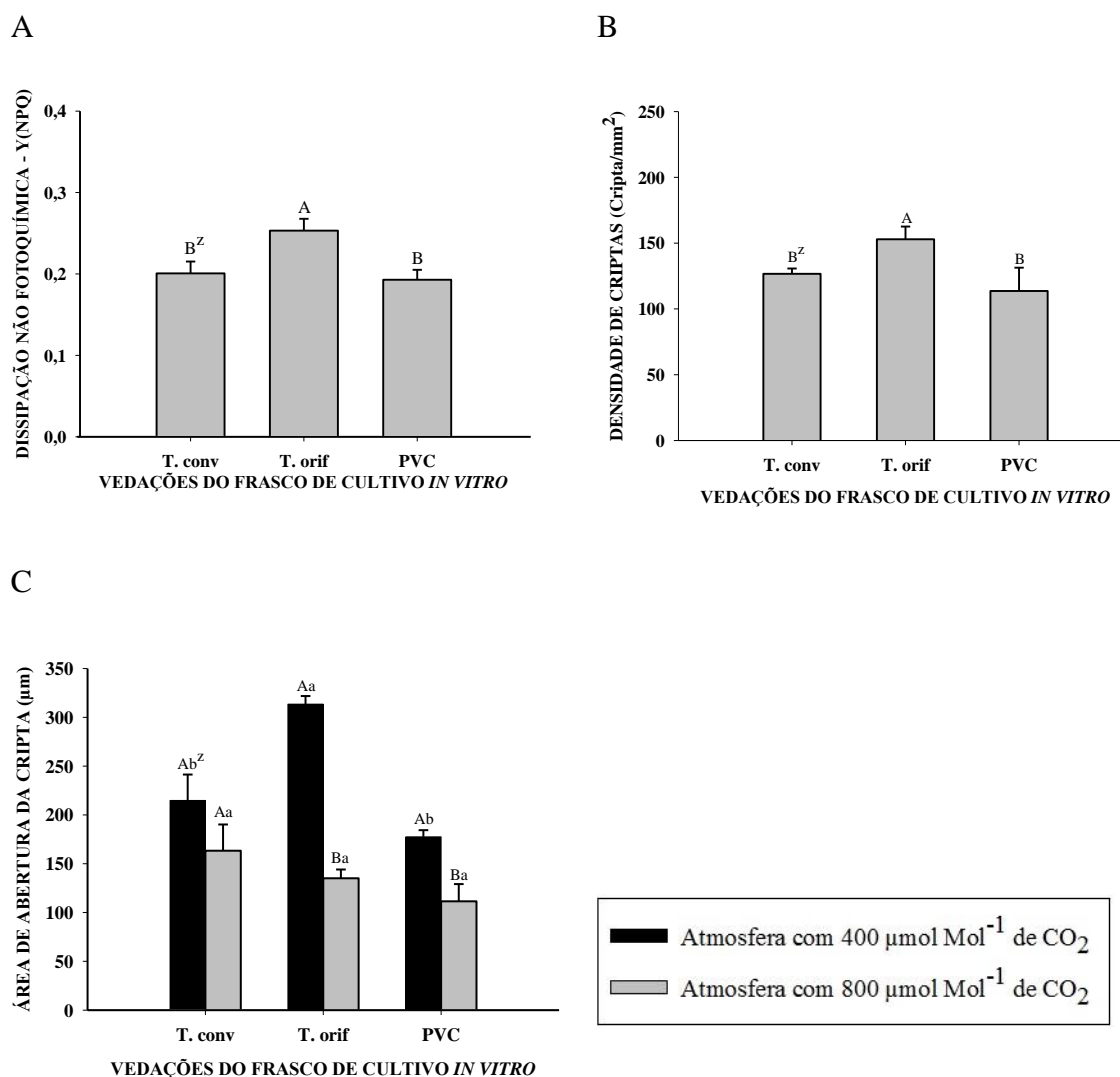 A
DISSIPAÇÃO NÃO FOTOQUÍMICA - Y(NPQ)
0,4
0,3
0,2
0,1
0,0
B^z
A
B
T. conv
T. orif
PVC
VEDAÇÕES DO FRASCO DE CULTIVO IN VITRO
B
DENSIDADE DE CRIPTAS (Cripta/mm²)
250
200
150
100
50
0
B^z
A
B
T. conv
T. orif
PVC
VEDAÇÕES DO FRASCO DE CULTIVO IN VITRO
C
ÁREA DE ABERTURA DA CRIPTA (µm)
350
300
250
200
150
100
50
0
Ab^z
Aa
Aa
Ba
Ab
Ba
T. conv
T. orif
PVC
VEDAÇÕES DO FRASCO DE CULTIVO IN VITRO
Atmosfera com 400 µmol Mol⁻¹ de CO₂
Atmosfera com 800 µmol Mol⁻¹ de CO₂